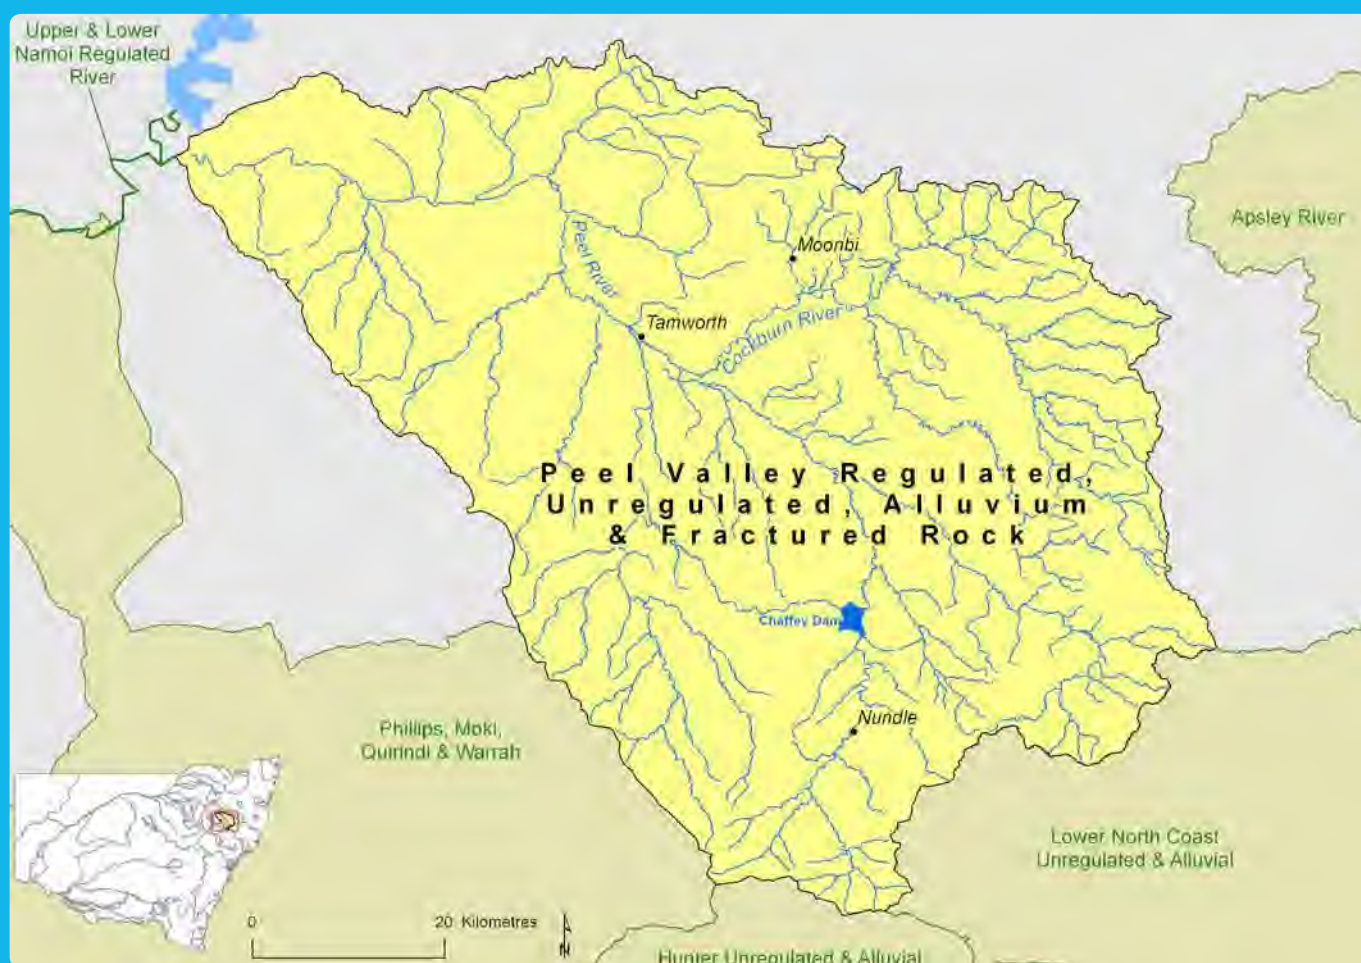 Upper & Lower
Namoi Regulated
River
Apsley River
Moonbi
Peel River
Tamworth
Cockburn River
Peel Valley Regulated,
Unregulated, Alluvium
& Fractured Rock
Chaffey Dam
Nundle
Phillips, Moki,
Quirindi & Warrah
Lower North Coast
Unregulated & Alluvial
0 20 Kilometres
N
Hunter Unregulated & Alluvial